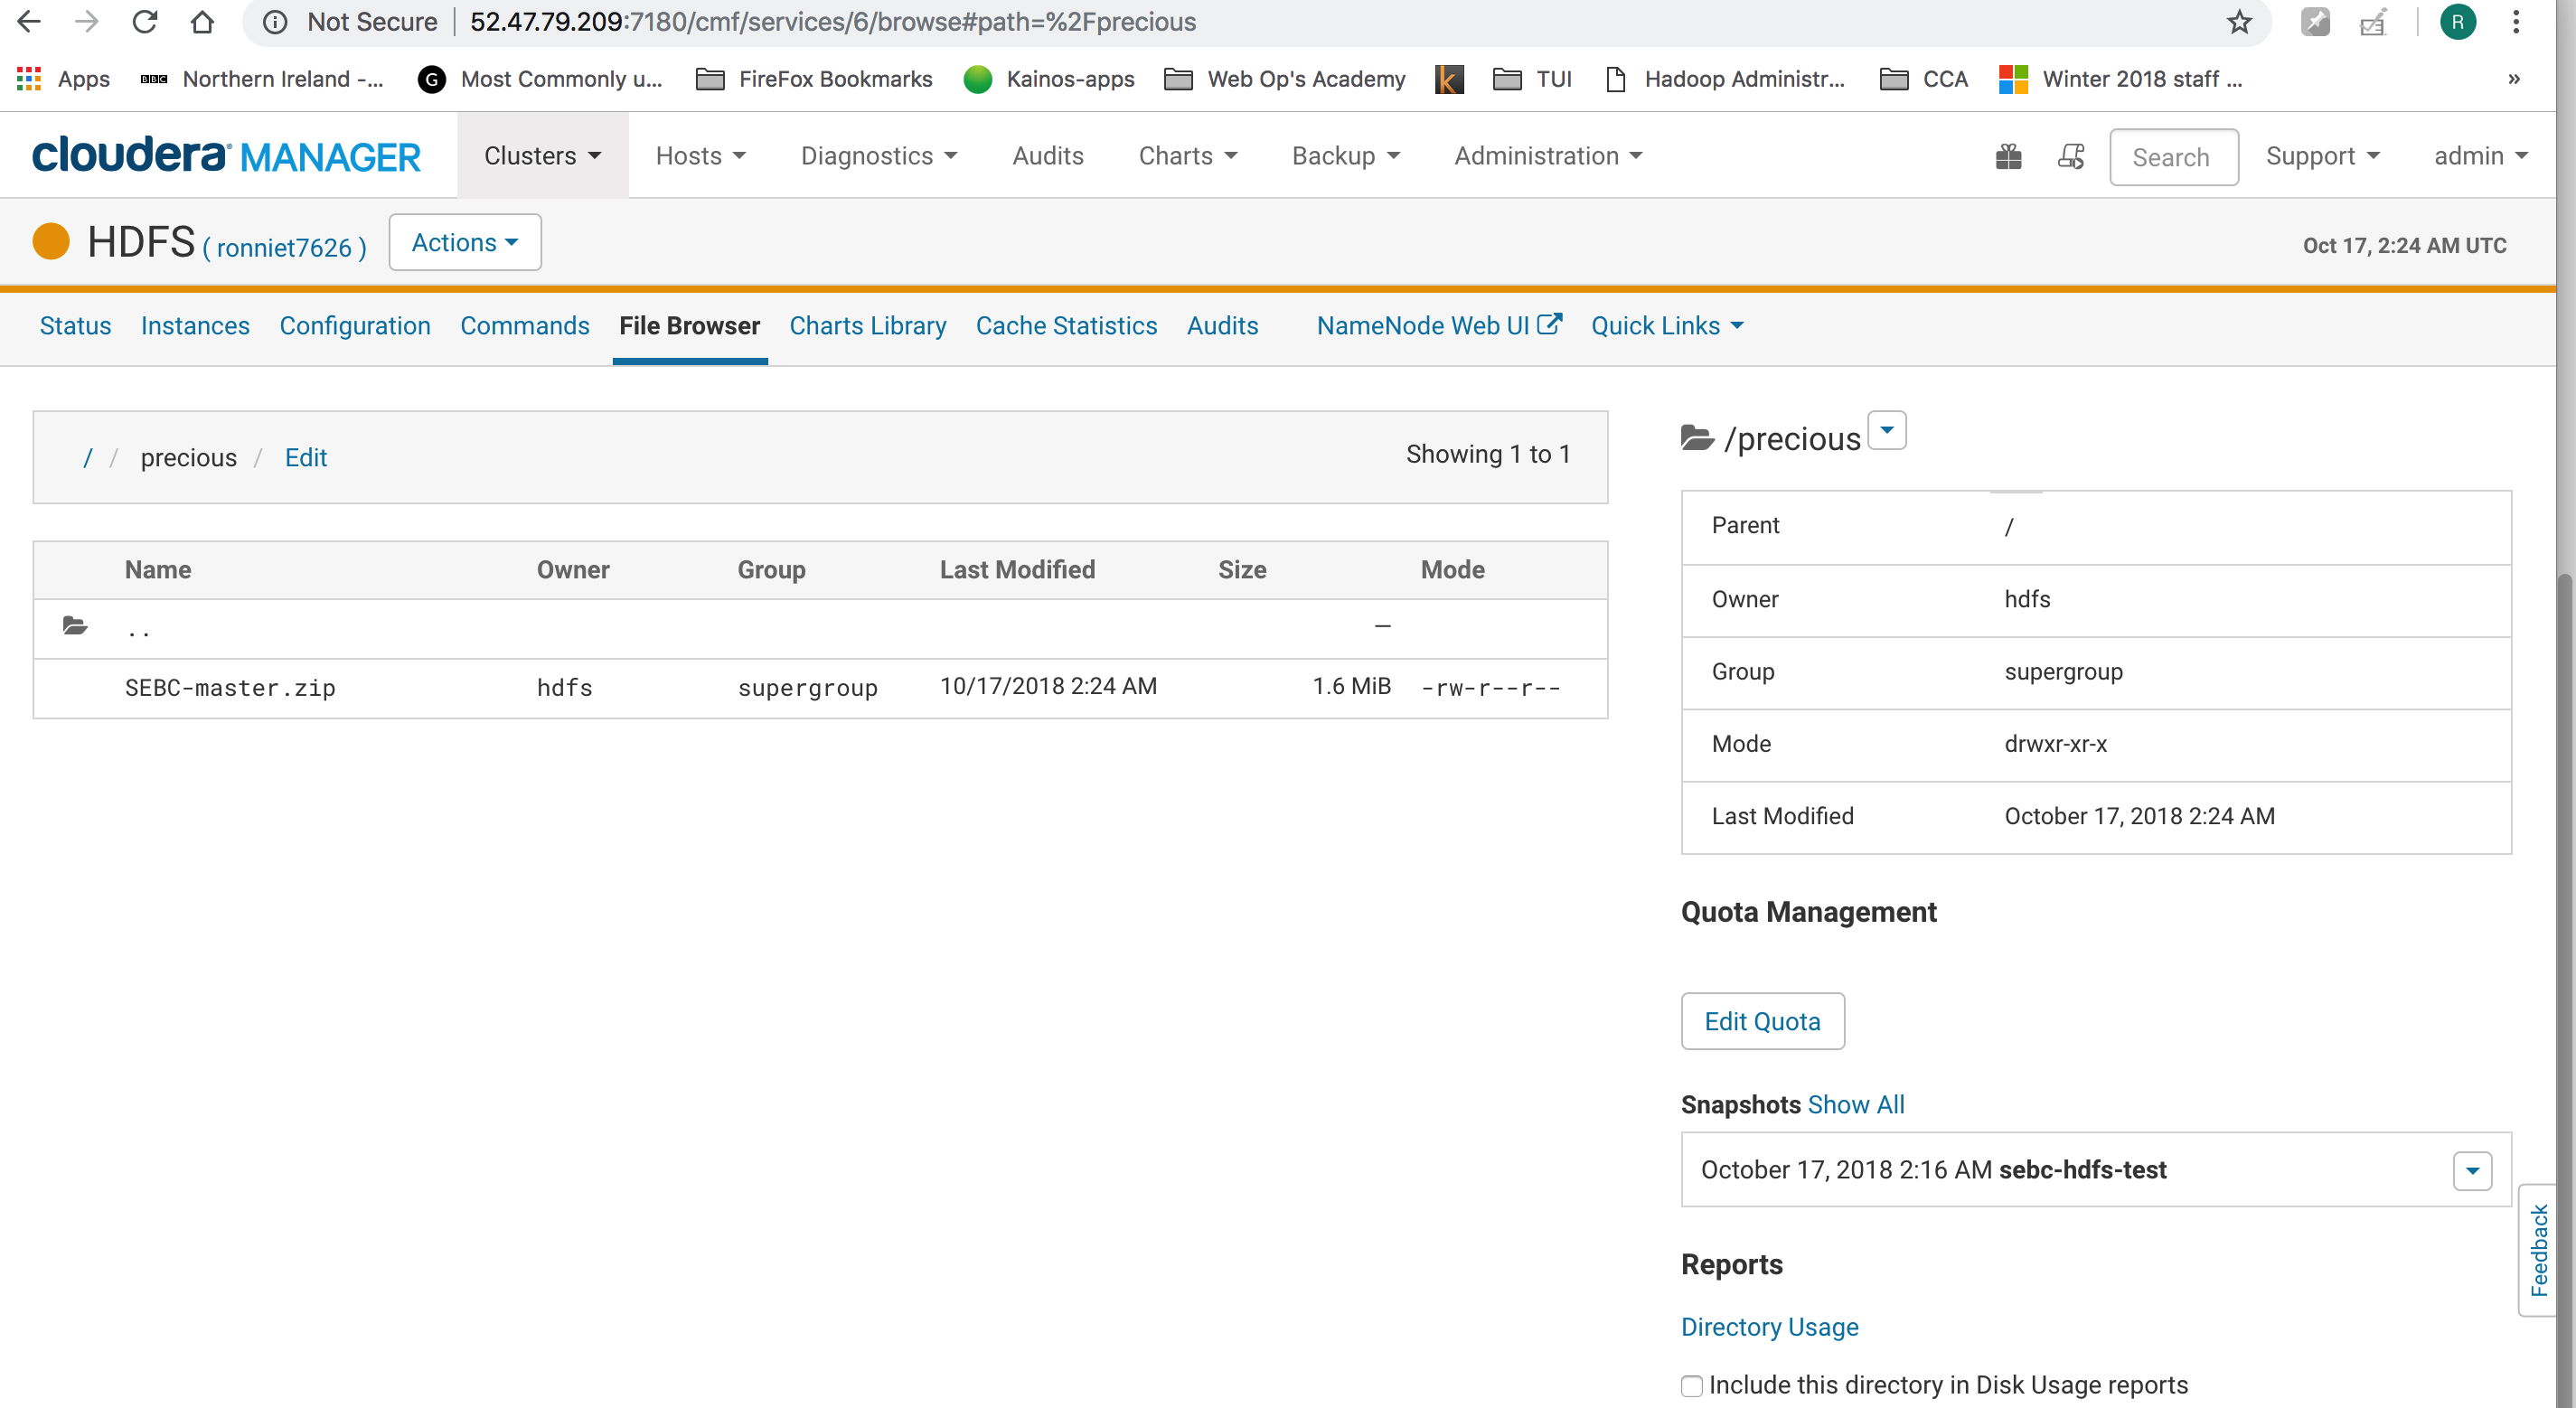 Not Secure 52.47.79.209:7180/cmf/services/6/browse#path=%2Fprecious R
Apps BBC Northern Ireland -... G Most Commonly u... FireFox Bookmarks Kainos-apps Web Op's Academy k TUI Hadoop Administr... CCA Winter 2018 staff ... »
cloudera MANAGER Clusters Hosts Diagnostics Audits Charts Backup Administration Search Support admin
HDFS ( ronniet7626 ) Actions Oct 17, 2:24 AM UTC
Status Instances Configuration Commands File Browser Charts Library Cache Statistics Audits NameNode Web UI Quick Links
/ / precious / Edit Showing 1 to 1
Name Owner Group Last Modified Size Mode
.. —
SEBC-master.zip hdfs supergroup 10/17/2018 2:24 AM 1.6 MiB -rw-r--r--
/precious
Parent /
Owner hdfs
Group supergroup
Mode drwxr-xr-x
Last Modified October 17, 2018 2:24 AM
Quota Management
Edit Quota
Snapshots Show All
October 17, 2018 2:16 AM sebc-hdfs-test
Feedback
Reports
Directory Usage
Include this directory in Disk Usage reports